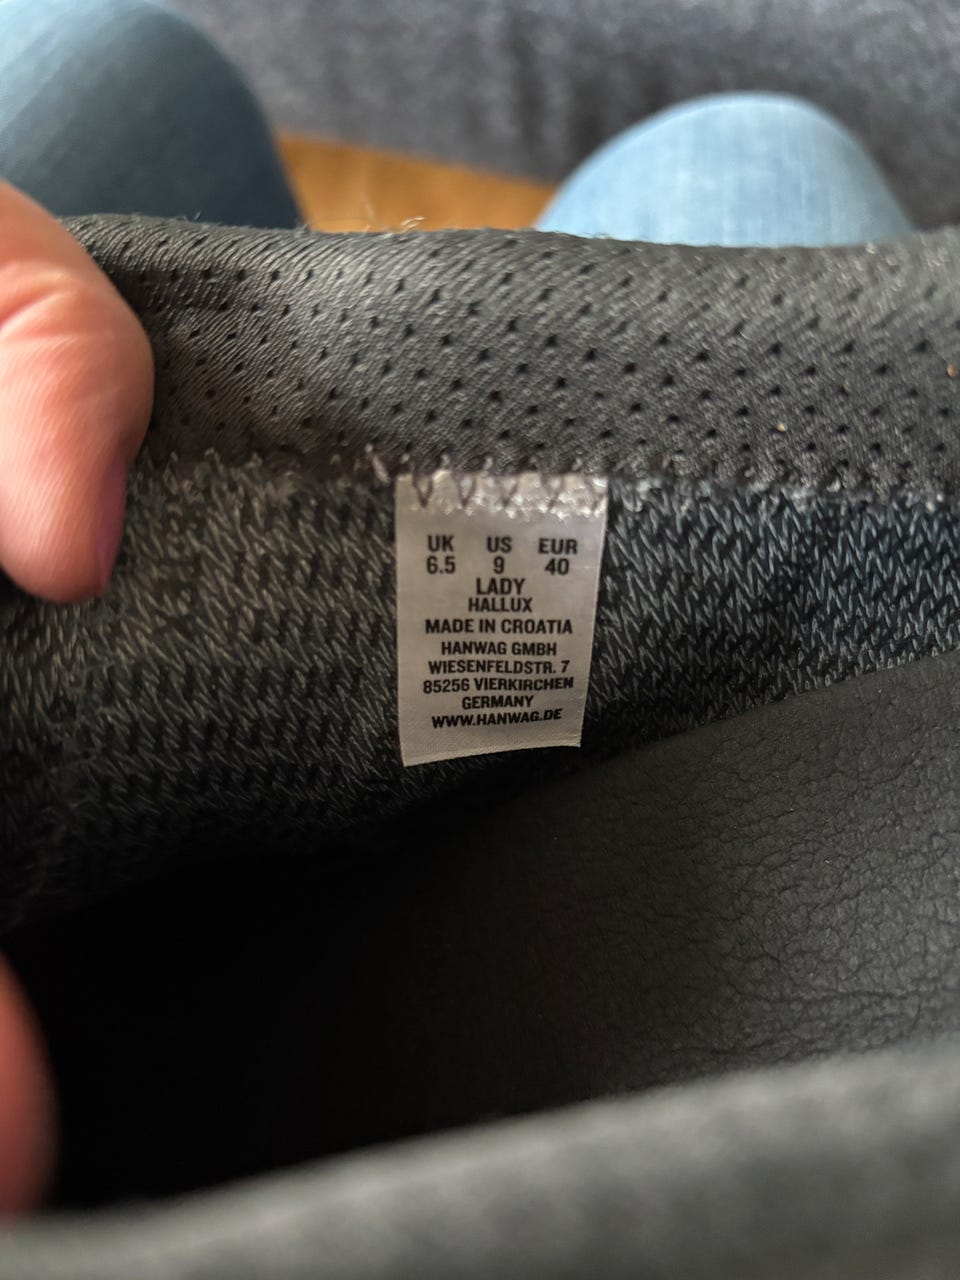 UK US EUR
6.5 9 40
LADY
HALLUX
MADE IN CROATIA
HANWAG GMBH
WIESENFELDSTR. 7
85256 VIERKIRCHEN
GERMANY
WWW.HANWAG.DE